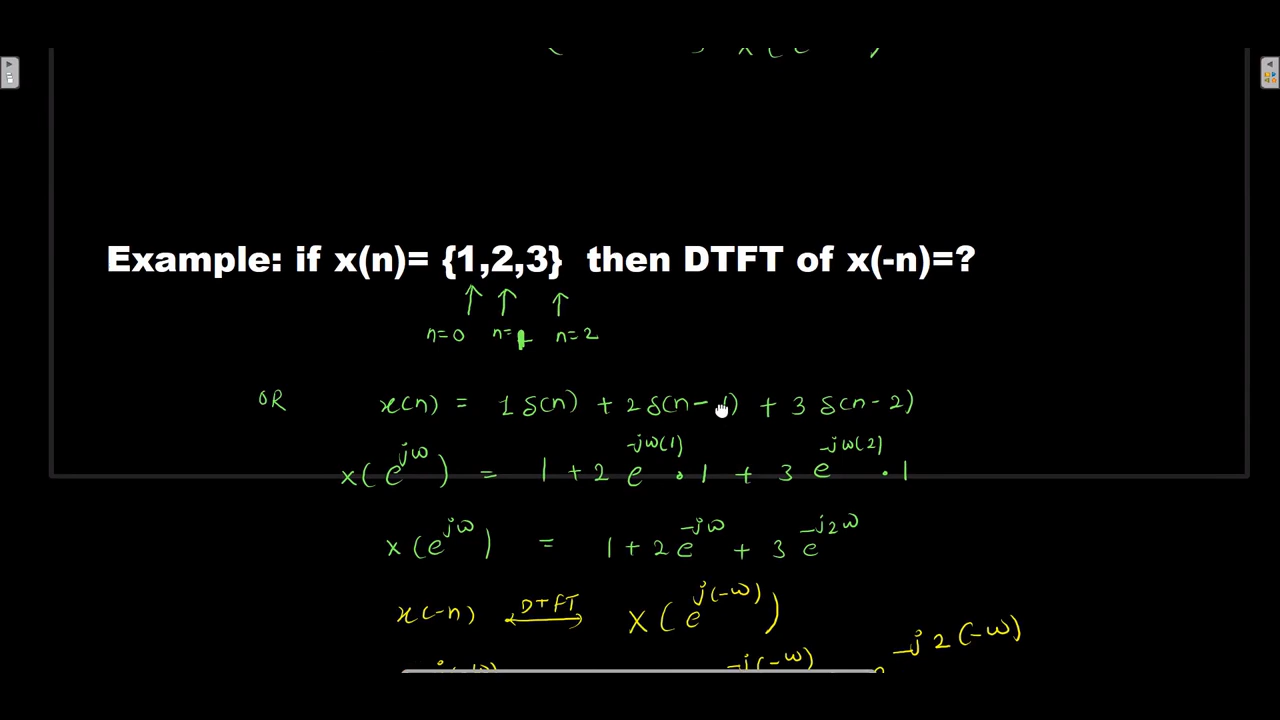 Example: if x(n)= {1,2,3} then DTFT of x(-n)=?
n=0 n=1 n=2
OR x(n) = 1 δ(n) + 2 δ(n-1) + 3 δ(n-2)
x(e^jω) = 1 + 2 e^-jω(1) . 1 + 3 e^-jω(2) . 1
x(e^jω) = 1 + 2 e^-jω + 3 e^-j2ω
x(-n) DTFT X(e^j(-ω))
-j(-ω) -j2(-ω)